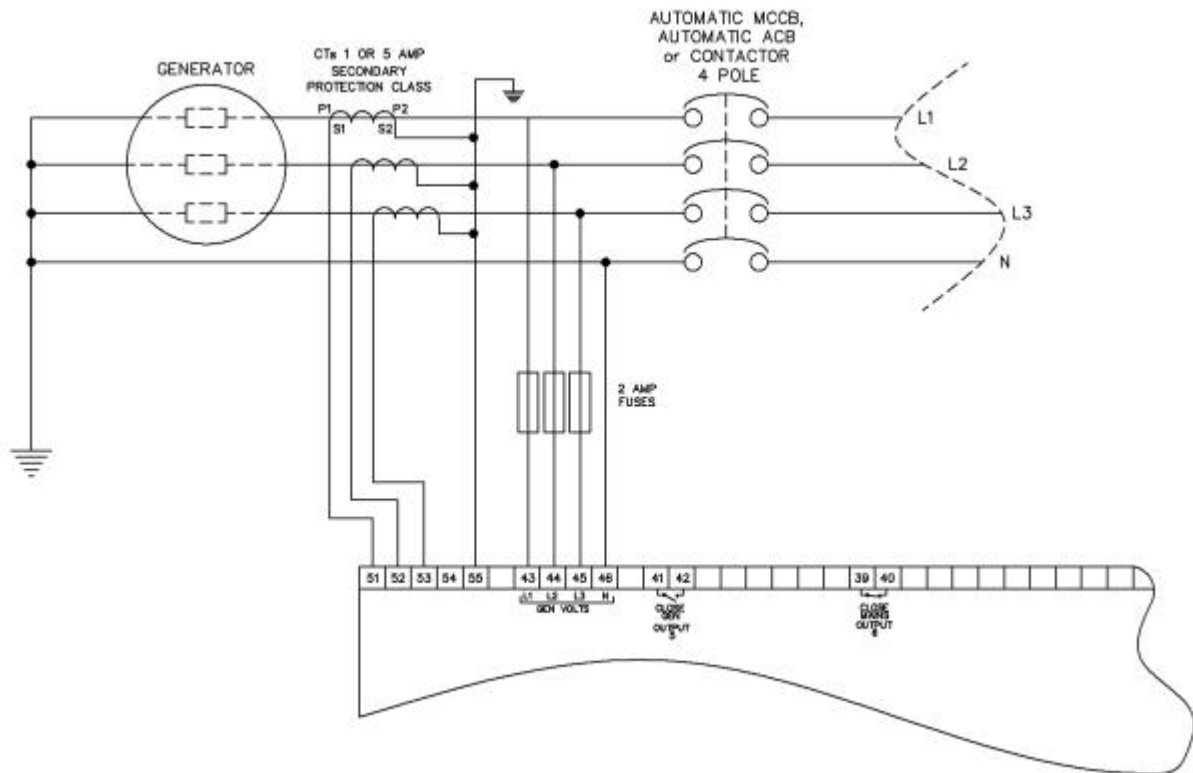 AUTOMATIC MCCB,
AUTOMATIC ACB
or CONTACTOR
4 POLE
CTs 1 OR 5 AMP
SECONDARY
PROTECTION CLASS
GENERATOR
P1 P2
S1 S2
L1
L2
L3
N
2 AMP
FUSES
51 52 53 54 55 43 44 45 46 41 42 39 40
L1 L2 L3 N
GEN VOLTS
CLOSE
GEN
OUTPUT
5
CLOSE
MAINS
OUTPUT
6